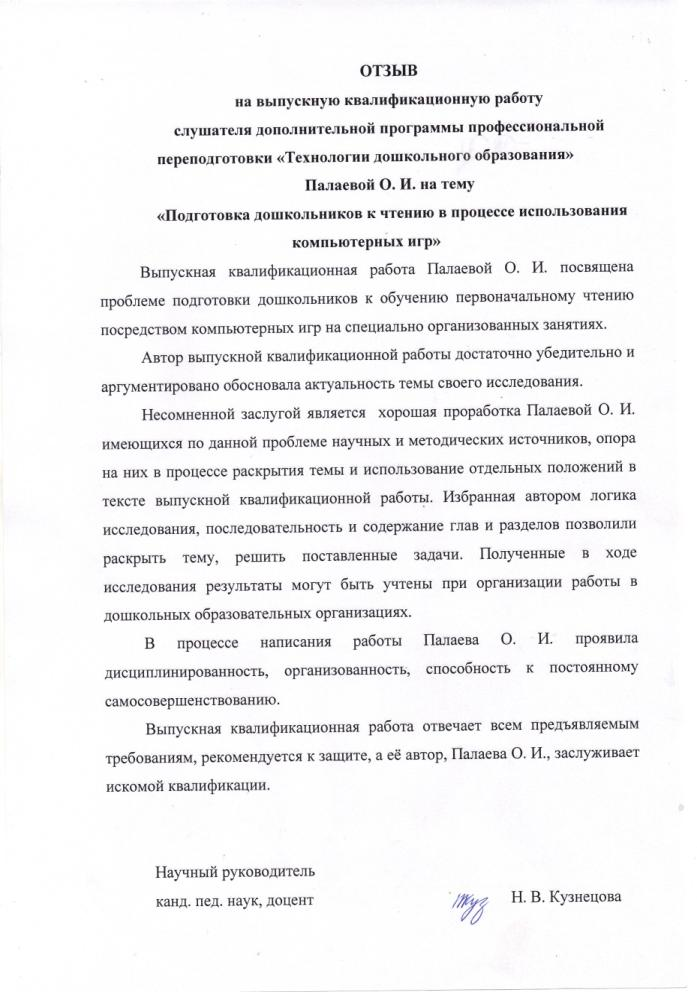 ОТЗЫВ
на выпускную квалификационную работу
слушателя дополнительной программы профессиональной
переподготовки «Технологии дошкольного образования»
Палаевой О. И. на тему
«Подготовка дошкольников к чтению в процессе использования
компьютерных игр»
Выпускная квалификационная работа Палаевой О. И. посвящена
проблеме подготовки дошкольников к обучению первоначальному чтению
посредством компьютерных игр на специально организованных занятиях.
Автор выпускной квалификационной работы достаточно убедительно и
аргументировано обосновала актуальность темы своего исследования.
Несомненной заслугой является хорошая проработка Палаевой О. И.
имеющихся по данной проблеме научных и методических источников, опора
на них в процессе раскрытия темы и использование отдельных положений в
тексте выпускной квалификационной работы. Избранная автором логика
исследования, последовательность и содержание глав и разделов позволили
раскрыть тему, решить поставленные задачи. Полученные в ходе
исследования результаты могут быть учтены при организации работы в
дошкольных образовательных организациях.
В процессе написания работы Палаева О. И. проявила
дисциплинированность, организованность, способность к постоянному
самосовершенствованию.
Выпускная квалификационная работа отвечает всем предъявляемым
требованиям, рекомендуется к защите, а её автор, Палаева О. И., заслуживает
искомой квалификации.
Научный руководитель
канд. пед. наук, доцент Н. В. Кузнецова